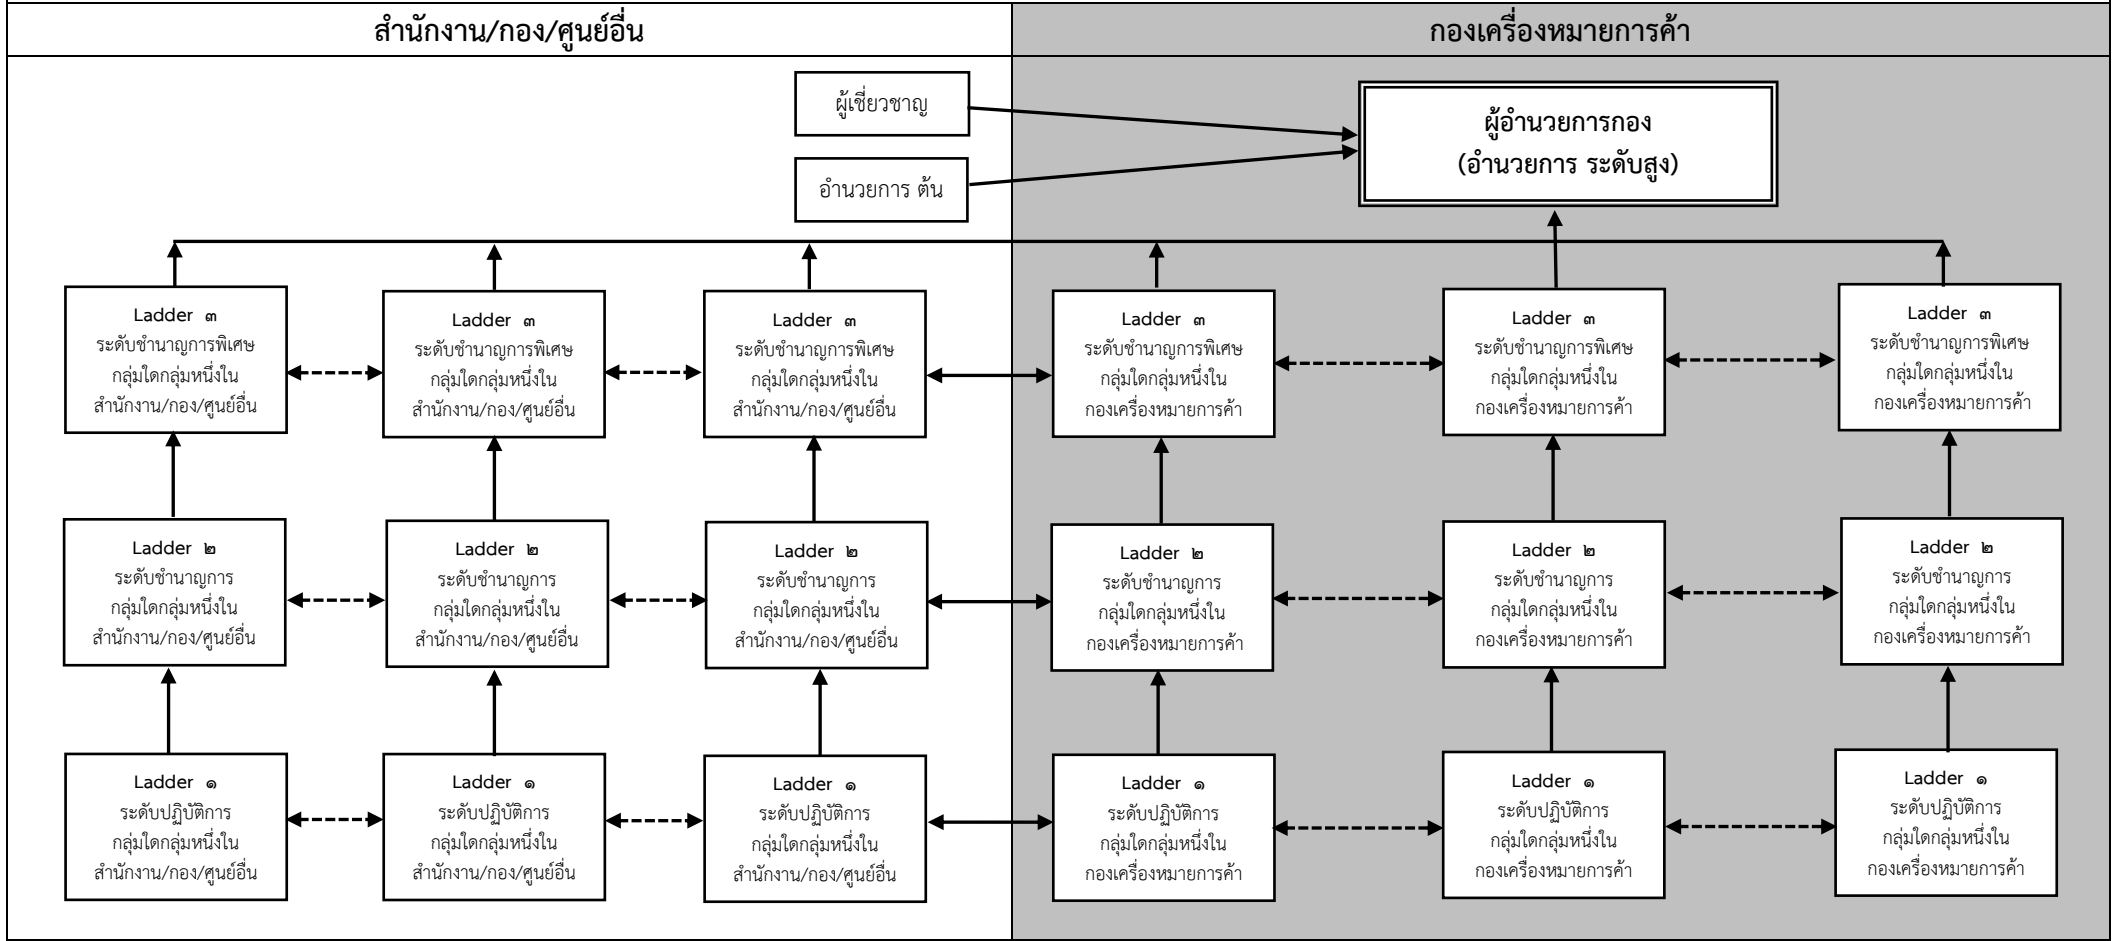 สำนักงาน/กอง/ศูนย์อื่น
กองเครื่องหมายการค้า
ผู้เชี่ยวชาญ
อำนวยการ ต้น
ผู้อำนวยการกอง
(อำนวยการ ระดับสูง)
Ladder ๓
ระดับชำนาญการพิเศษ
กลุ่มใดกลุ่มหนึ่งใน
สำนักงาน/กอง/ศูนย์อื่น
Ladder ๓
ระดับชำนาญการพิเศษ
กลุ่มใดกลุ่มหนึ่งใน
สำนักงาน/กอง/ศูนย์อื่น
Ladder ๓
ระดับชำนาญการพิเศษ
กลุ่มใดกลุ่มหนึ่งใน
สำนักงาน/กอง/ศูนย์อื่น
Ladder ๓
ระดับชำนาญการพิเศษ
กลุ่มใดกลุ่มหนึ่งใน
กองเครื่องหมายการค้า
Ladder ๓
ระดับชำนาญการพิเศษ
กลุ่มใดกลุ่มหนึ่งใน
กองเครื่องหมายการค้า
Ladder ๓
ระดับชำนาญการพิเศษ
กลุ่มใดกลุ่มหนึ่งใน
กองเครื่องหมายการค้า
Ladder ๒
ระดับชำนาญการ
กลุ่มใดกลุ่มหนึ่งใน
สำนักงาน/กอง/ศูนย์อื่น
Ladder ๒
ระดับชำนาญการ
กลุ่มใดกลุ่มหนึ่งใน
สำนักงาน/กอง/ศูนย์อื่น
Ladder ๒
ระดับชำนาญการ
กลุ่มใดกลุ่มหนึ่งใน
สำนักงาน/กอง/ศูนย์อื่น
Ladder ๒
ระดับชำนาญการ
กลุ่มใดกลุ่มหนึ่งใน
กองเครื่องหมายการค้า
Ladder ๒
ระดับชำนาญการ
กลุ่มใดกลุ่มหนึ่งใน
กองเครื่องหมายการค้า
Ladder ๒
ระดับชำนาญการ
กลุ่มใดกลุ่มหนึ่งใน
กองเครื่องหมายการค้า
Ladder ๑
ระดับปฏิบัติการ
กลุ่มใดกลุ่มหนึ่งใน
สำนักงาน/กอง/ศูนย์อื่น
Ladder ๑
ระดับปฏิบัติการ
กลุ่มใดกลุ่มหนึ่งใน
สำนักงาน/กอง/ศูนย์อื่น
Ladder ๑
ระดับปฏิบัติการ
กลุ่มใดกลุ่มหนึ่งใน
สำนักงาน/กอง/ศูนย์อื่น
Ladder ๑
ระดับปฏิบัติการ
กลุ่มใดกลุ่มหนึ่งใน
กองเครื่องหมายการค้า
Ladder ๑
ระดับปฏิบัติการ
กลุ่มใดกลุ่มหนึ่งใน
กองเครื่องหมายการค้า
Ladder ๑
ระดับปฏิบัติการ
กลุ่มใดกลุ่มหนึ่งใน
กองเครื่องหมายการค้า